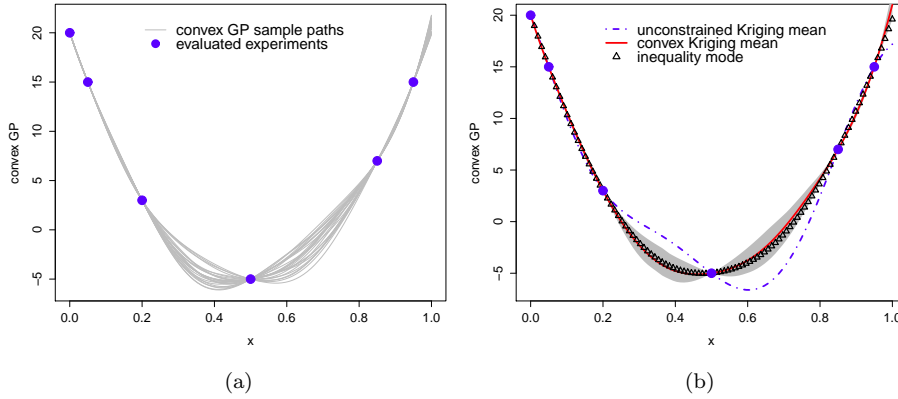 convex GP sample paths
evaluated experiments
convex GP
20
15
10
5
0
−5
0.0 0.2 0.4 0.6 0.8 1.0
x
(a)
unconstrained Kriging mean
convex Kriging mean
inequality mode
convex GP
20
15
10
5
0
−5
0.0 0.2 0.4 0.6 0.8 1.0
x
(b)